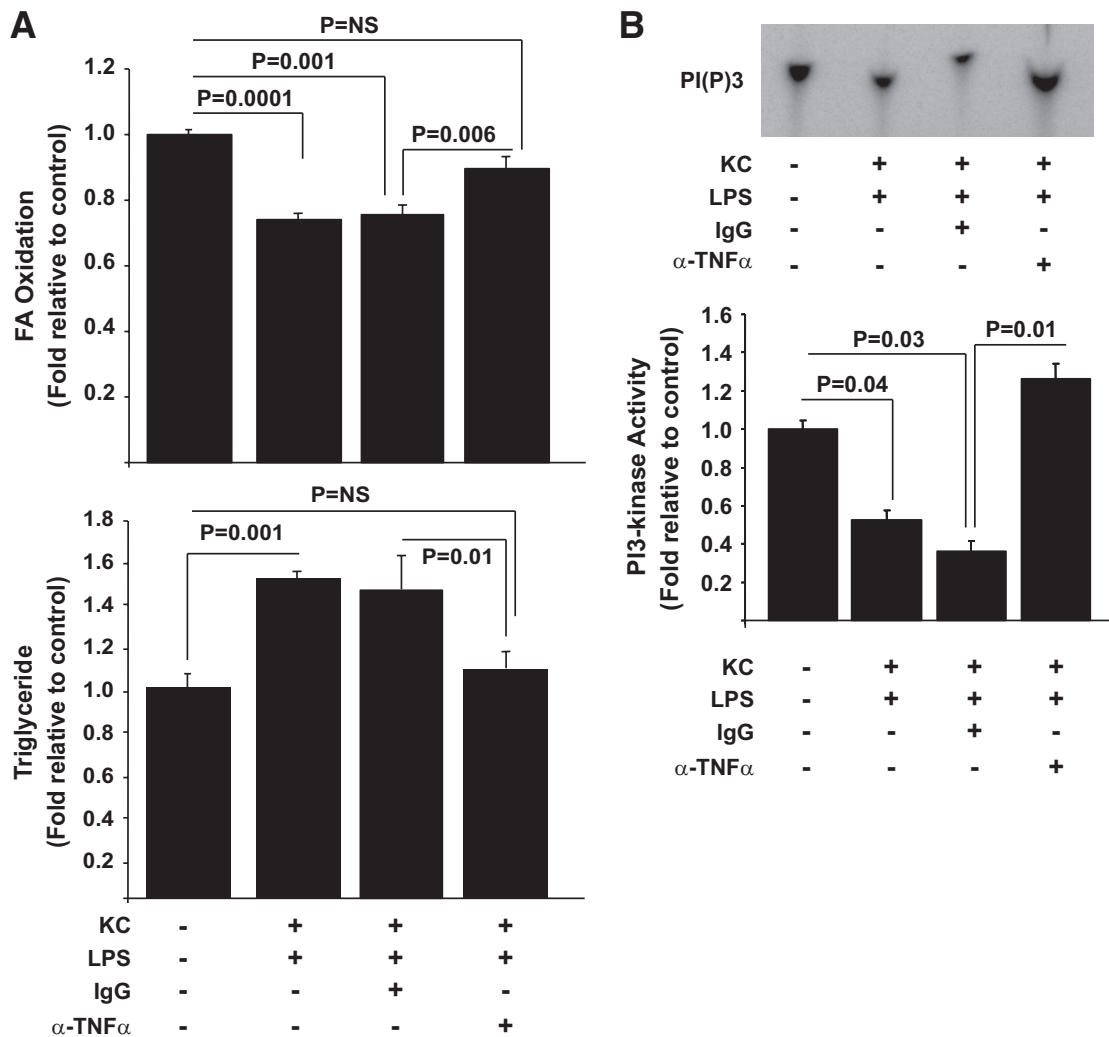 A
P=NS
P=0.001
P=0.0001
P=0.006
1.2
1.0
0.8
0.6
0.4
0.2
FA Oxidation
(Fold relative to control)
P=NS
P=0.001
P=0.01
1.8
1.6
1.4
1.2
1.0
0.8
0.6
0.4
0.2
Triglyceride
(Fold relative to control)
KC - + + +
LPS - + + +
IgG - - + -
α-TNFα - - - +
B
PI(P)3
KC - + + +
LPS - + + +
IgG - - + -
α-TNFα - - - +
P=0.03
P=0.01
P=0.04
1.6
1.4
1.2
1.0
0.8
0.6
0.4
0.2
PI3-kinase Activity
(Fold relative to control)
KC - + + +
LPS - + + +
IgG - - + -
α-TNFα - - - +